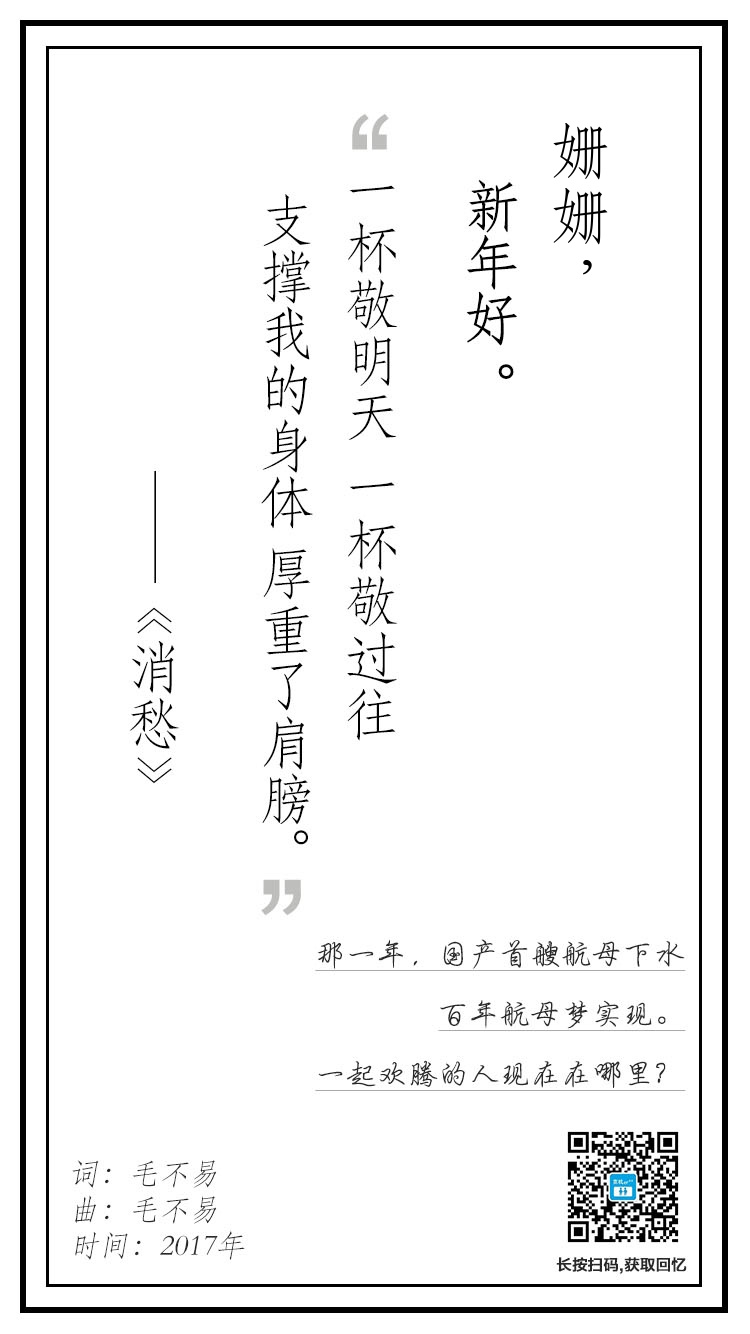 姗姗，
新年好。
“一杯敬明天 一杯敬过往
支撑我的身体 厚重了肩膀。”
——《消愁》
那一年，国产首艘航母下水
百年航母梦实现。
一起欢腾的人现在在哪里？
词：毛不易
曲：毛不易
时间：2017年
长按扫码,获取回忆